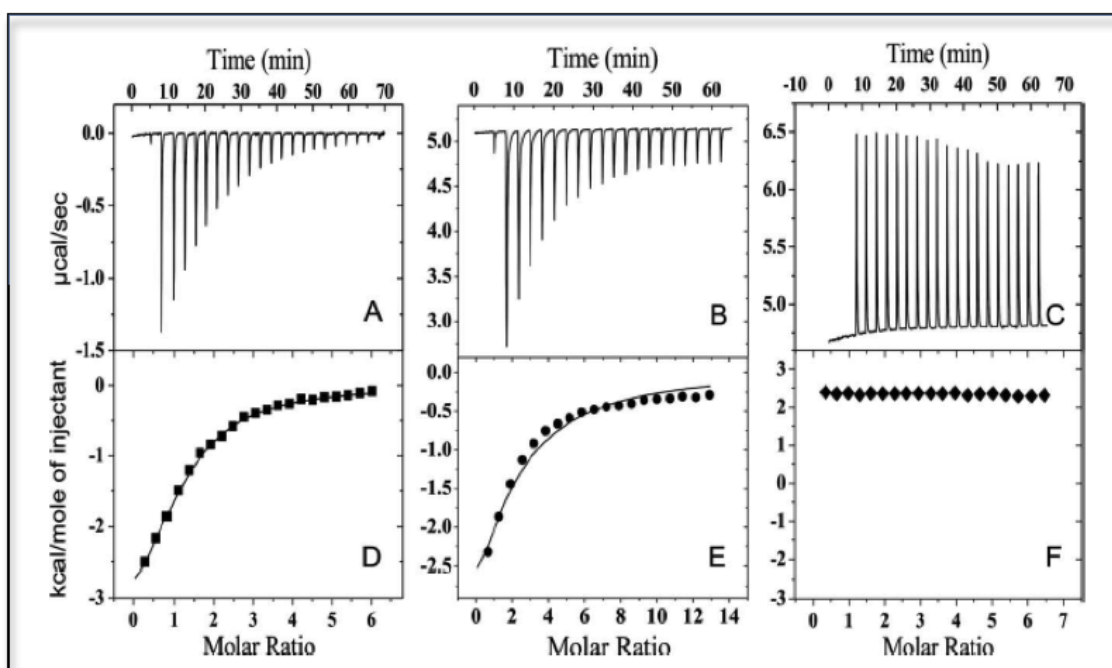 Time (min) Time (min) Time (min)
0 10 20 30 40 50 60 70 0 10 20 30 40 50 60 -10 0 10 20 30 40 50 60 70
µcal/sec
0.0
-0.5
-1.0
-1.5
A
5.0
4.5
4.0
3.5
3.0
B
6.5
6.0
5.5
5.0
C
kcal/mole of injectant
0
-1
-2
-3
D
0 1 2 3 4 5 6
Molar Ratio
0.0
-0.5
-1.0
-1.5
-2.0
-2.5
E
0 2 4 6 8 10 12 14
Molar Ratio
3
2
1
0
-1
-2
-3
F
0 1 2 3 4 5 6 7
Molar Ratio